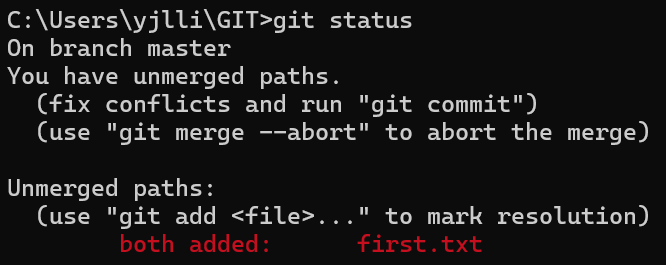 C:\Users\yjlli\GIT>git status
On branch master
You have unmerged paths.
  (fix conflicts and run "git commit")
  (use "git merge --abort" to abort the merge)

Unmerged paths:
  (use "git add <file>..." to mark resolution)
        both added:      first.txt